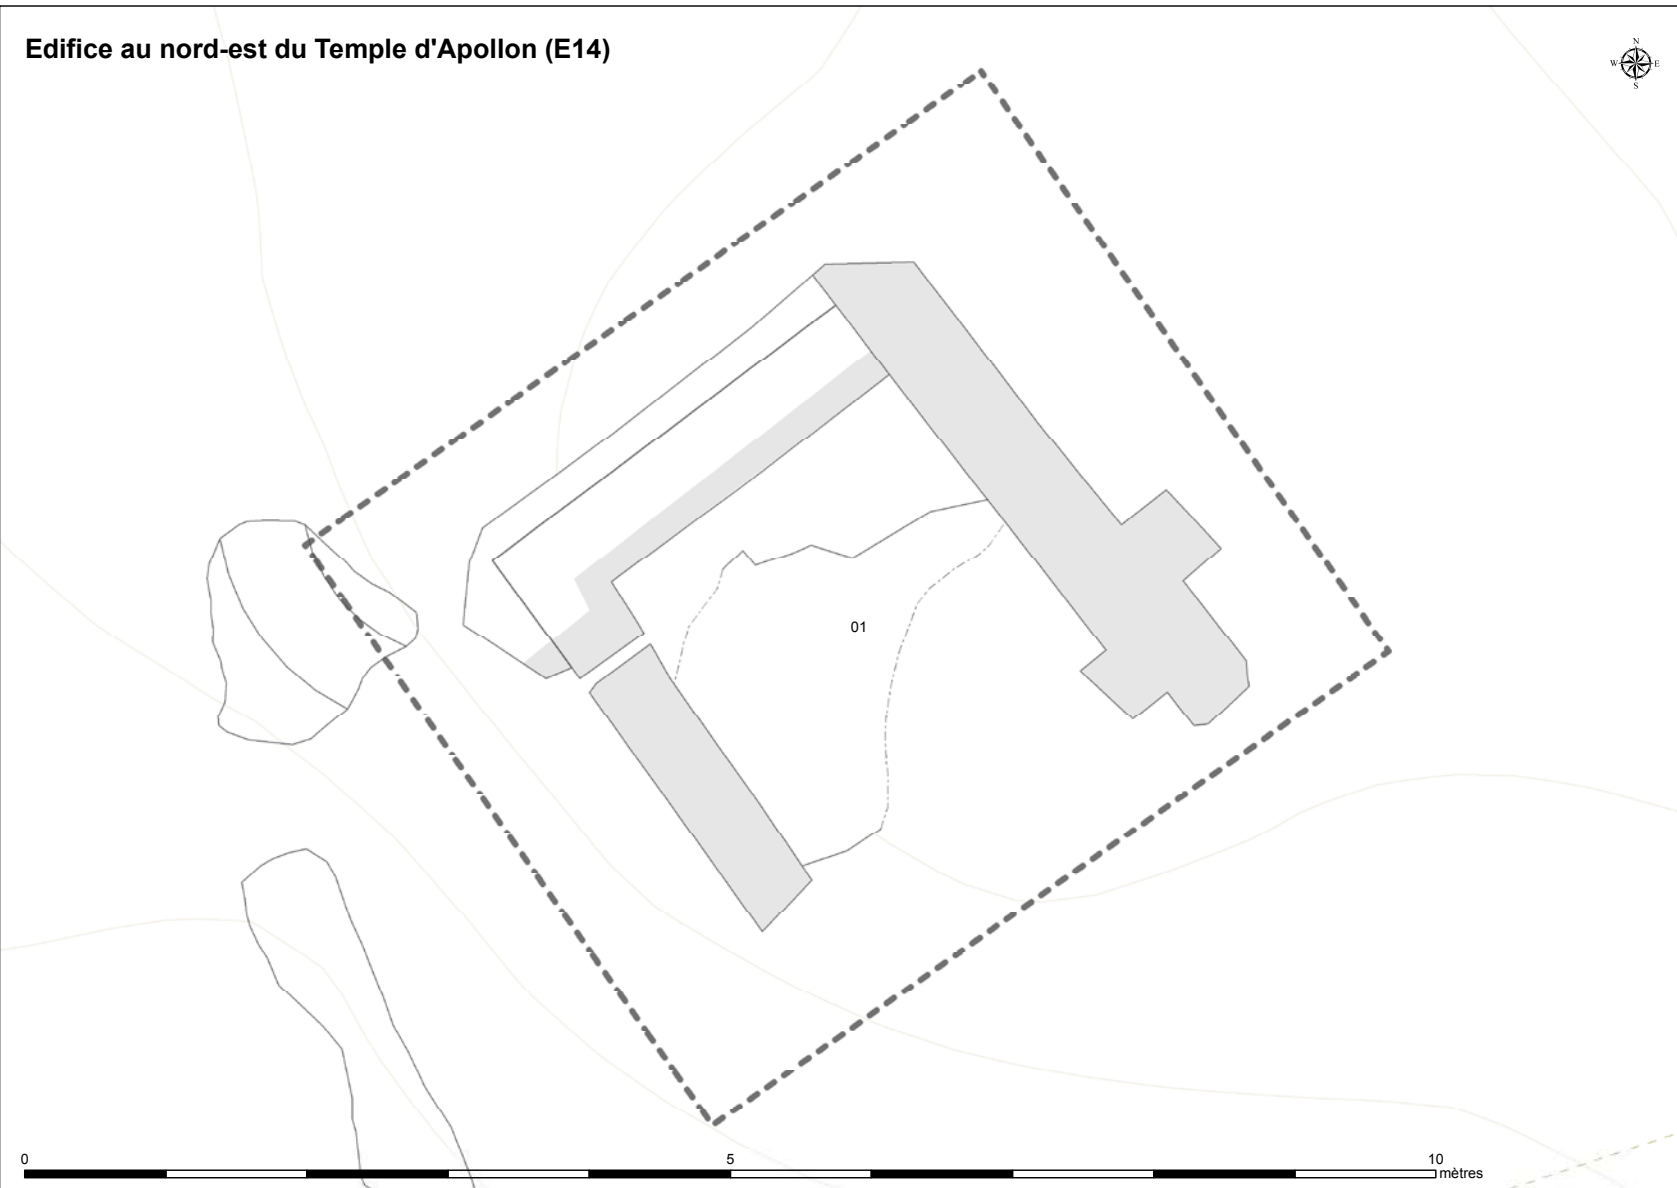 Edifice au nord-est du Temple d'Apollon (E14)
N
W E
S
01
0 5 10
mètres